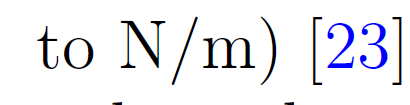 to N/m) [23]